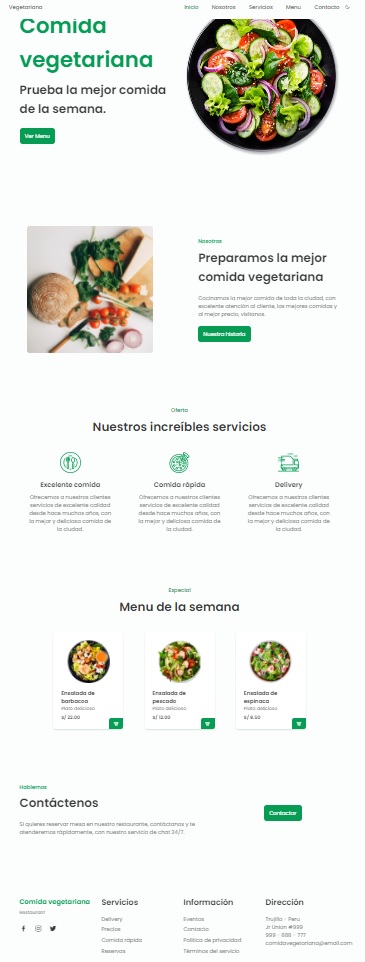 Vegetariana
Inicio Nosotros Servicios Menu Contacto
Comida
vegetariana
Prueba la mejor comida
de la semana.
Ver Menu
Nosotros
Preparamos la mejor
comida vegetariana
Cocinamos la mejor comida de toda la ciudad, con
excelente atención al cliente, las mejores comidas y
al mejor precio, visitanos.
Nuestra historia
Oferta
Nuestros increíbles servicios
Excelente comida
Ofrecemos a nuestros clientes
servicios de excelente calidad
desde hace muchos años, con
la mejor y deliciosa comida de
la ciudad.
Comida rápida
Ofrecemos a nuestros clientes
servicios de excelente calidad
desde hace muchos años, con
la mejor y deliciosa comida de
la ciudad.
Delivery
Ofrecemos a nuestros clientes
servicios de excelente calidad
desde hace muchos años, con
la mejor y deliciosa comida de
la ciudad.
Especial
Menu de la semana
Ensalada de
barbacoa
Plato delicioso
S/ 22.00
Ensalada de
pescado
Plato delicioso
S/ 12.00
Ensalada de
espinaca
Plato delicioso
S/ 9.50
Hablemos
Contáctenos
Si quieres reservar mesa en nuestro restaurante, contáctanos y te
atenderemos rápidamente, con nuestro servicio de chat 24/7.
Contactar
Comida vegetariana
Restaurant
Servicios
Delivery
Precios
Comida rápida
Reservas
Información
Eventos
Contacto
Política de privacidad
Términos del servicio
Dirección
Trujillo - Peru
Jr Union #999
999 - 888 - 777
comidavegetariana@email.com